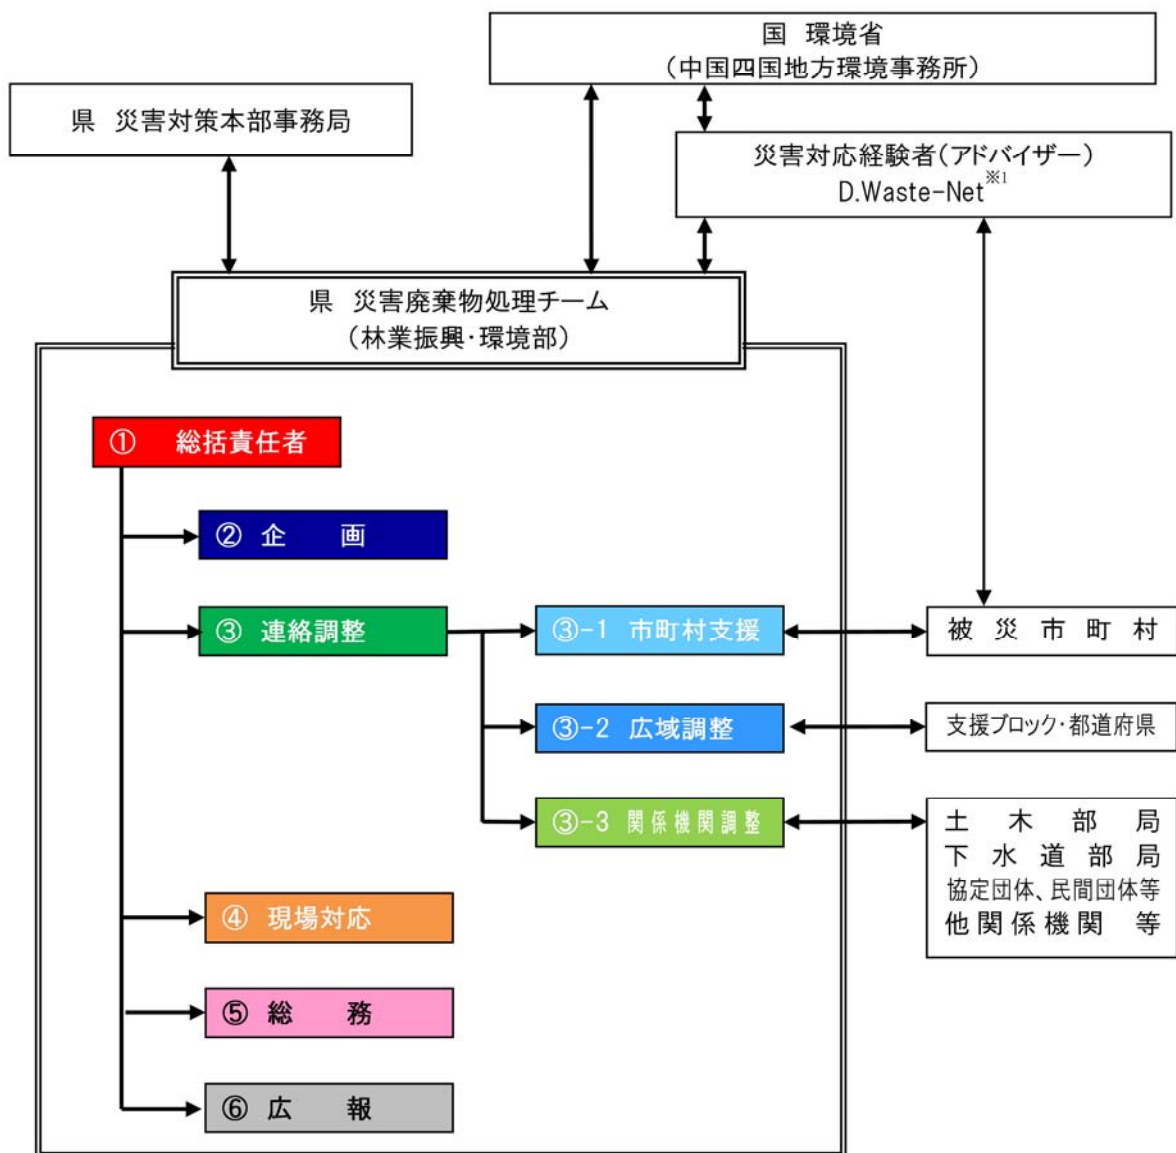 国 環境省
（中国四国地方環境事務所）
県 災害対策本部事務局
災害対応経験者（アドバイザー）
D.Waste-Net※1
県 災害廃棄物処理チーム
（林業振興・環境部）
① 総括責任者
② 企 画
③ 連絡調整
③-1 市町村支援
被 災 市 町 村
③-2 広域調整
支援ブロック・都道府県
③-3 関係機関調整
土 木 部 局
下 水 道 部 局
協定団体、民間団体等
他 関 係 機 関 等
④ 現場対応
⑤ 総 務
⑥ 広 報